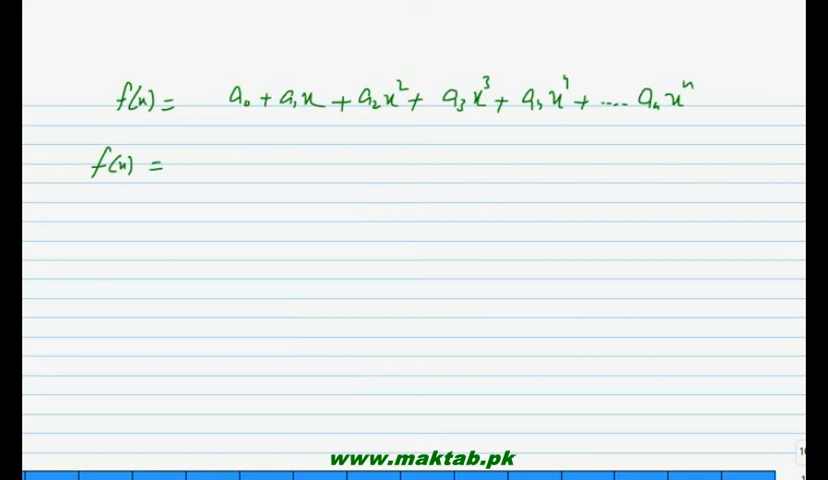 f(x) = a₀ + a₁x + a₂x² + a₃x³ + a₄x⁴ + .... aₙxⁿ
f(x) =
www.maktab.pk